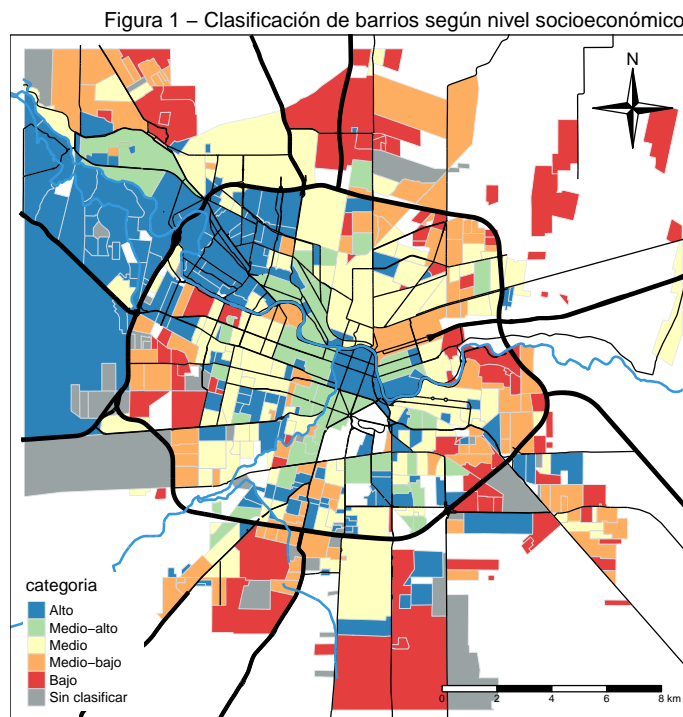 Figura 1 – Clasificación de barrios según nivel socioeconómico
N
categoria
Alto
Medio–alto
Medio
Medio–bajo
Bajo
Sin clasificar
0 2 4 6 8 km